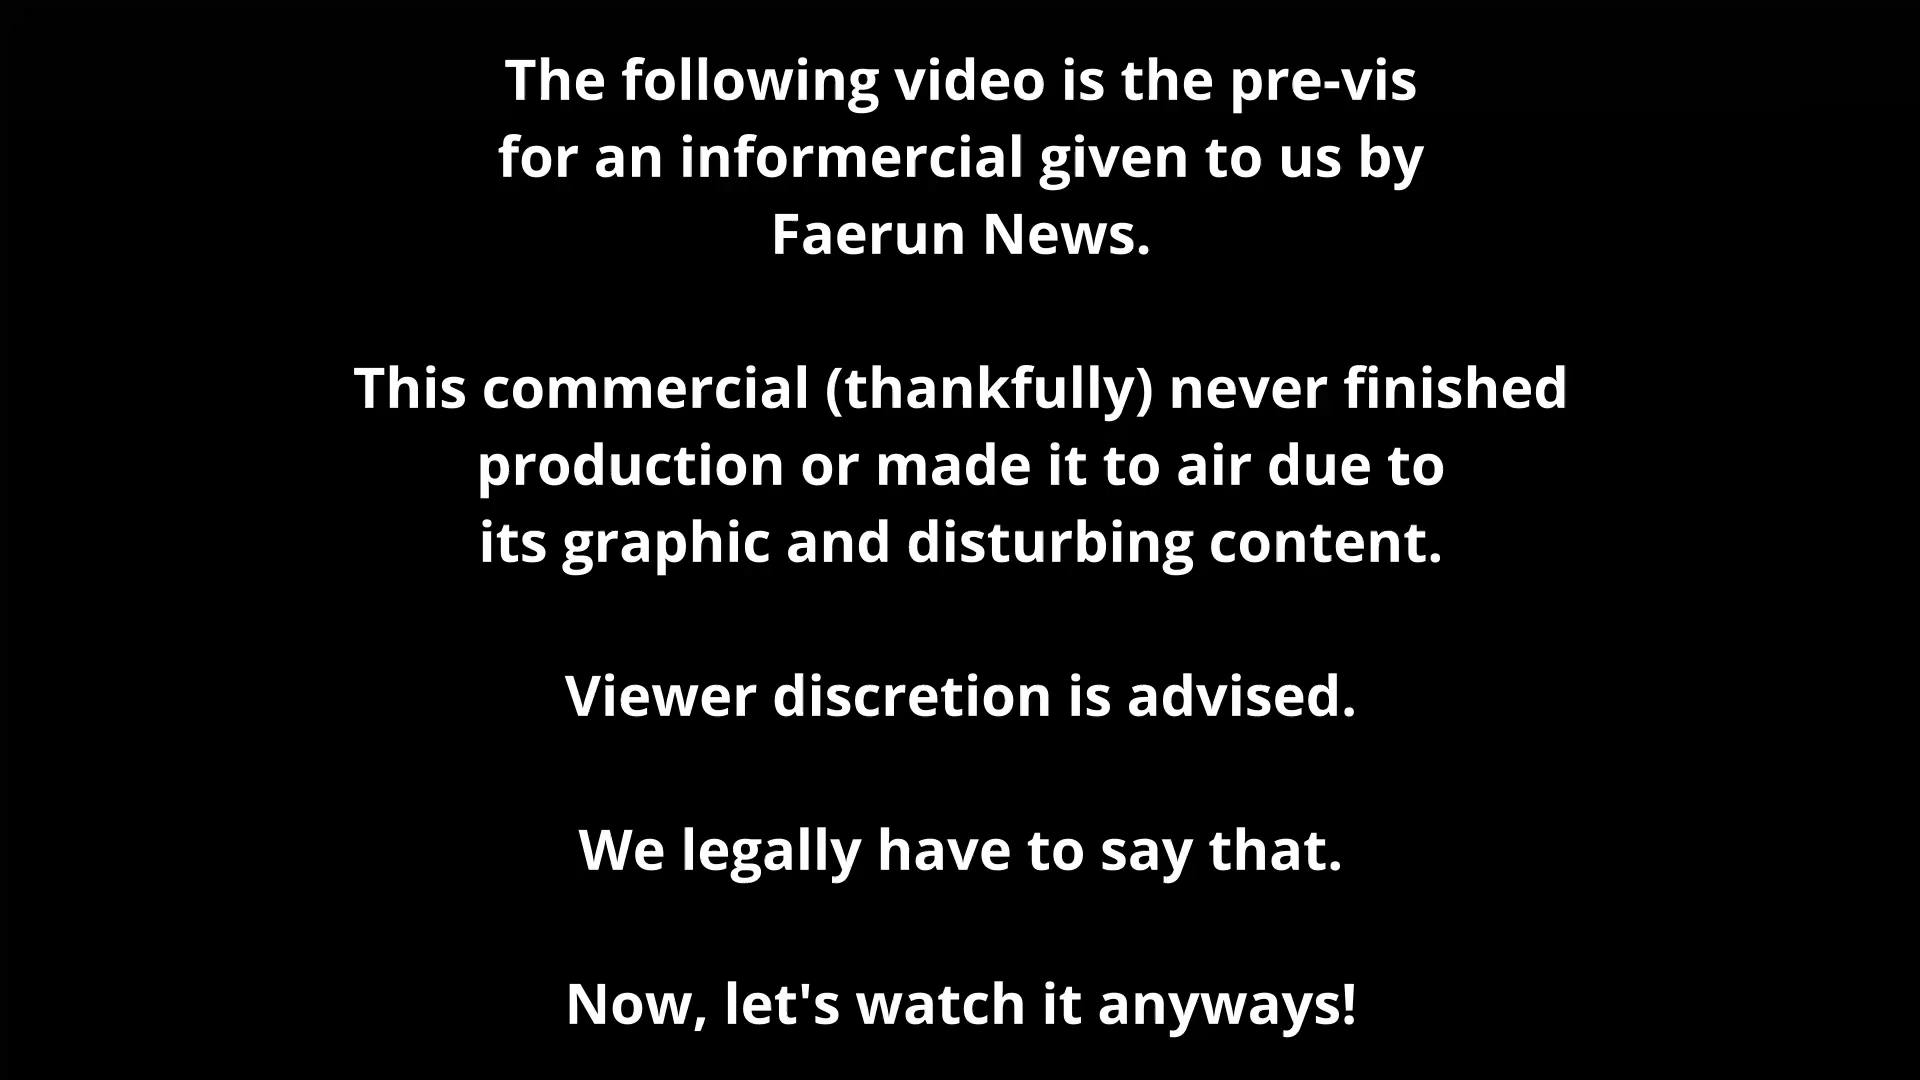 The following video is the pre-vis
for an informercial given to us by
Faerun News.
This commercial (thankfully) never finished
production or made it to air due to
its graphic and disturbing content.
Viewer discretion is advised.
We legally have to say that.
Now, let's watch it anyways!